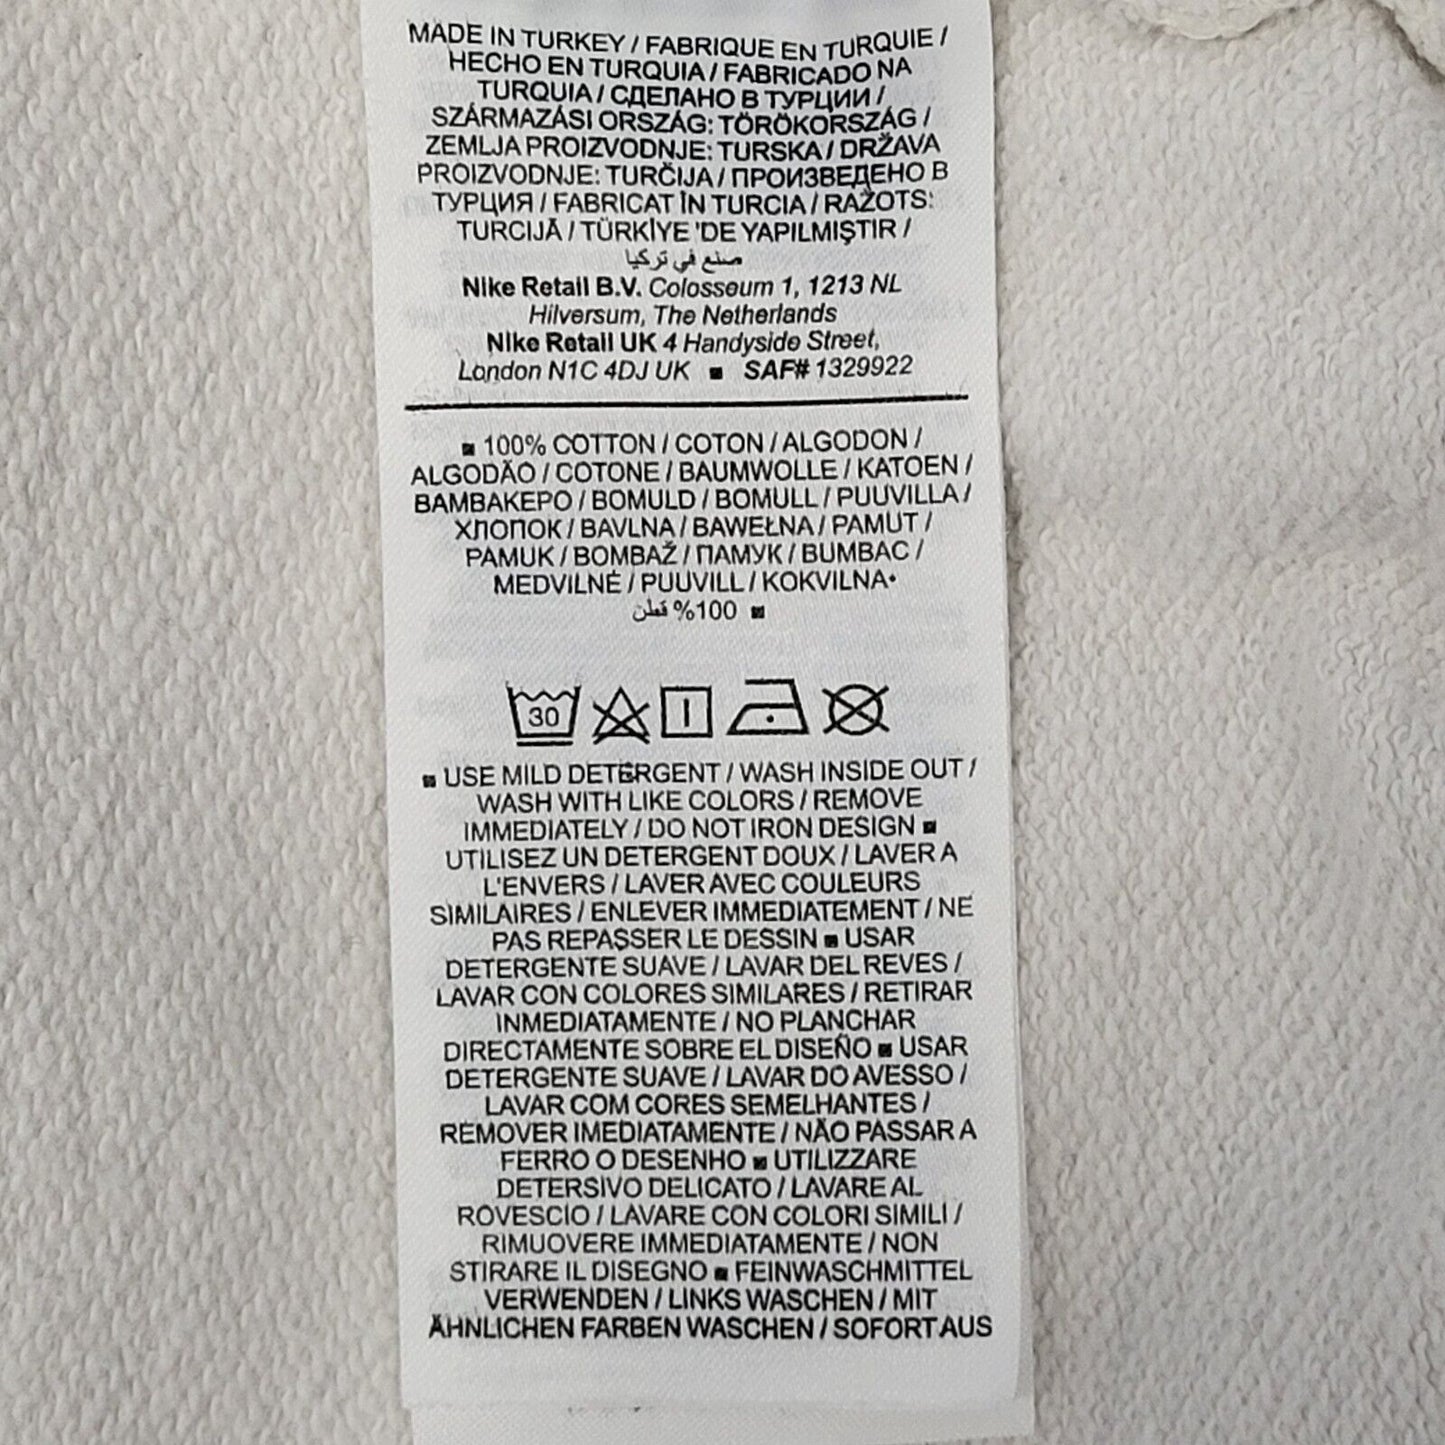 MADE IN TURKEY / FABRIQUE EN TURQUIE /
HECHO EN TURQUIA / FABRICADO NA
TURQUIA / СДЕЛАНО В ТУРЦИИ /
SZÁRMAZÁSI ORSZÁG: TÖRÖKORSZÁG /
ZEMLJA PROIZVODNJE: TURSKA / DRŽAVA
PROIZVODNJE: TURČIJA / ПРОИЗВЕДЕНО В
ТУРЦИЯ / FABRICAT ÎN TURCIA / RAŽOTS:
TURCIJĀ / TÜRKİYE 'DE YAPILMIŞTIR /
صنع في تركيا
Nike Retail B.V. Colosseum 1, 1213 NL
Hilversum, The Netherlands
Nike Retail UK 4 Handyside Street,
London N1C 4DJ UK ▪ SAF# 1329922
▪ 100% COTTON / COTON / ALGODON /
ALGODÃO / COTONE / BAUMWOLLE / KATOEN /
BAMBAKEPO / BOMULD / BOMULL / PUUVILLA /
ХЛОПОК / BAVLNA / BAWEŁNA / PAMUT /
PAMUK / BOMBAŽ / ПАМУК / BUMBAC /
MEDVILNĖ / PUUVILL / KOKVILNA•
100% قطن ▪
30
▪ USE MILD DETERGENT / WASH INSIDE OUT /
WASH WITH LIKE COLORS / REMOVE
IMMEDIATELY / DO NOT IRON DESIGN ▪
UTILISEZ UN DETERGENT DOUX / LAVER A
L'ENVERS / LAVER AVEC COULEURS
SIMILAIRES / ENLEVER IMMEDIATEMENT / NE
PAS REPASSER LE DESSIN ▪ USAR
DETERGENTE SUAVE / LAVAR DEL REVES /
LAVAR CON COLORES SIMILARES / RETIRAR
INMEDIATAMENTE / NO PLANCHAR
DIRECTAMENTE SOBRE EL DISEÑO ▪ USAR
DETERGENTE SUAVE / LAVAR DO AVESSO /
LAVAR COM CORES SEMELHANTES /
REMOVER IMEDIATAMENTE / NÃO PASSAR A
FERRO O DESENHO ▪ UTILIZZARE
DETERSIVO DELICATO / LAVARE AL
ROVESCIO / LAVARE CON COLORI SIMILI /
RIMUOVERE IMMEDIATAMENTE / NON
STIRARE IL DISEGNO ▪ FEINWASCHMITTEL
VERWENDEN / LINKS WASCHEN / MIT
ÄHNLICHEN FARBEN WASCHEN / SOFORT AUS